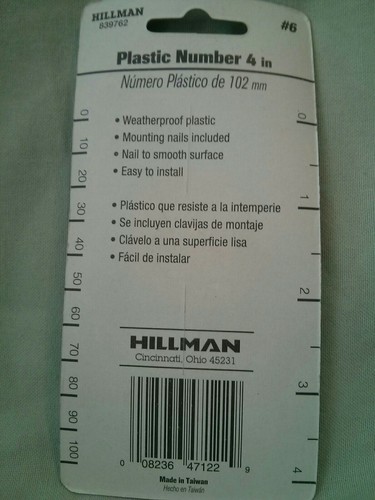 HILLMAN
839762
#6
Plastic Number 4 in
Número Plástico de 102 mm
• Weatherproof plastic
• Mounting nails included
• Nail to smooth surface
• Easy to install
• Plástico que resiste a la intemperie
• Se incluyen clavijas de montaje
• Clávelo a una superficie lisa
• Fácil de instalar
0
10
20
30
40
50
60
70
80
90
100
0
1
2
3
4
HILLMAN
Cincinnati, Ohio 45231
0 08236 47122 9
Made in Taiwan
Hecho en Taiwán